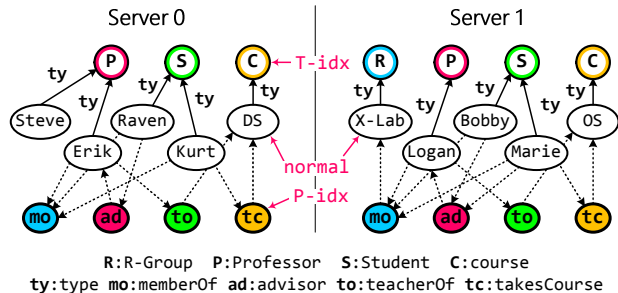 Server 0 Server 1
P S C T-idx R P S C
ty ty ty ty ty ty ty ty
Steve Raven DS X-Lab Bobby OS
Erik Kurt normal Logan Marie
mo ad to tc P-idx mo ad to tc
R:R-Group P:Professor S:Student C:course
ty:type mo:memberOf ad:advisor to:teacherOf tc:takesCourse